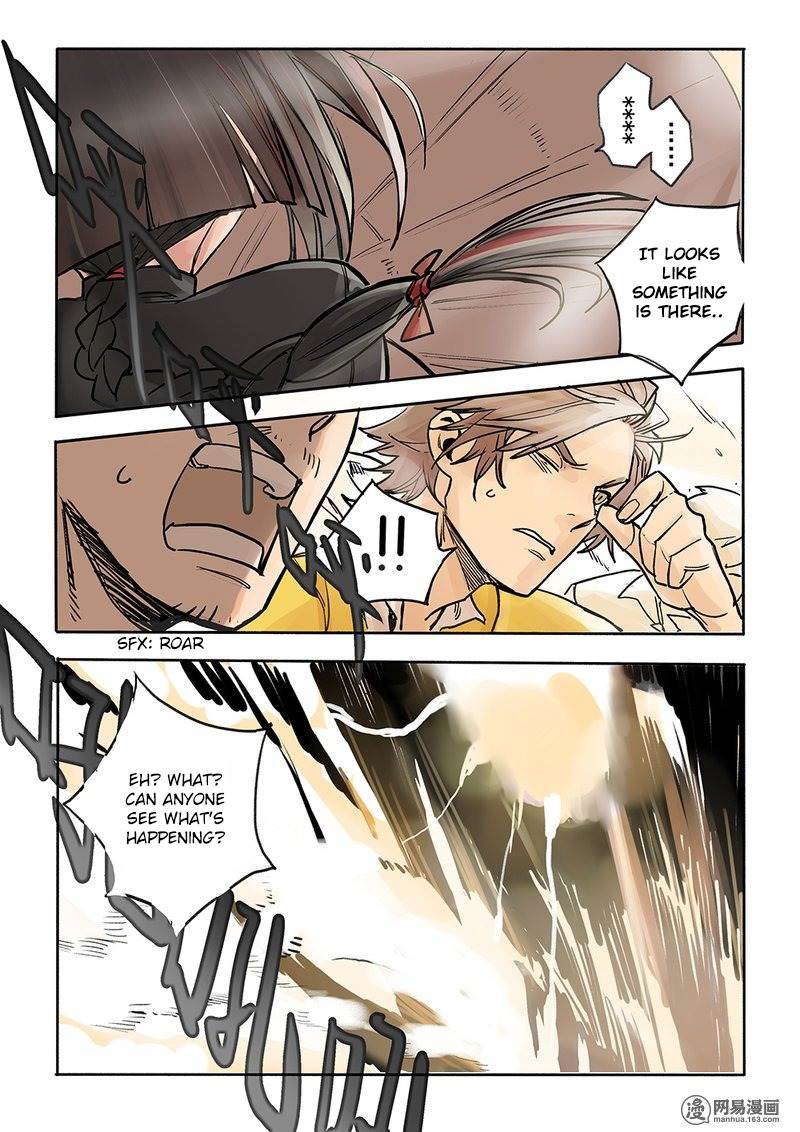 ......
****
IT LOOKS
LIKE
SOMETHING
IS THERE..
!!
SFX: ROAR
EH? WHAT?
CAN ANYONE
SEE WHAT'S
HAPPENING?
漫 网易漫画
manhua.163.com